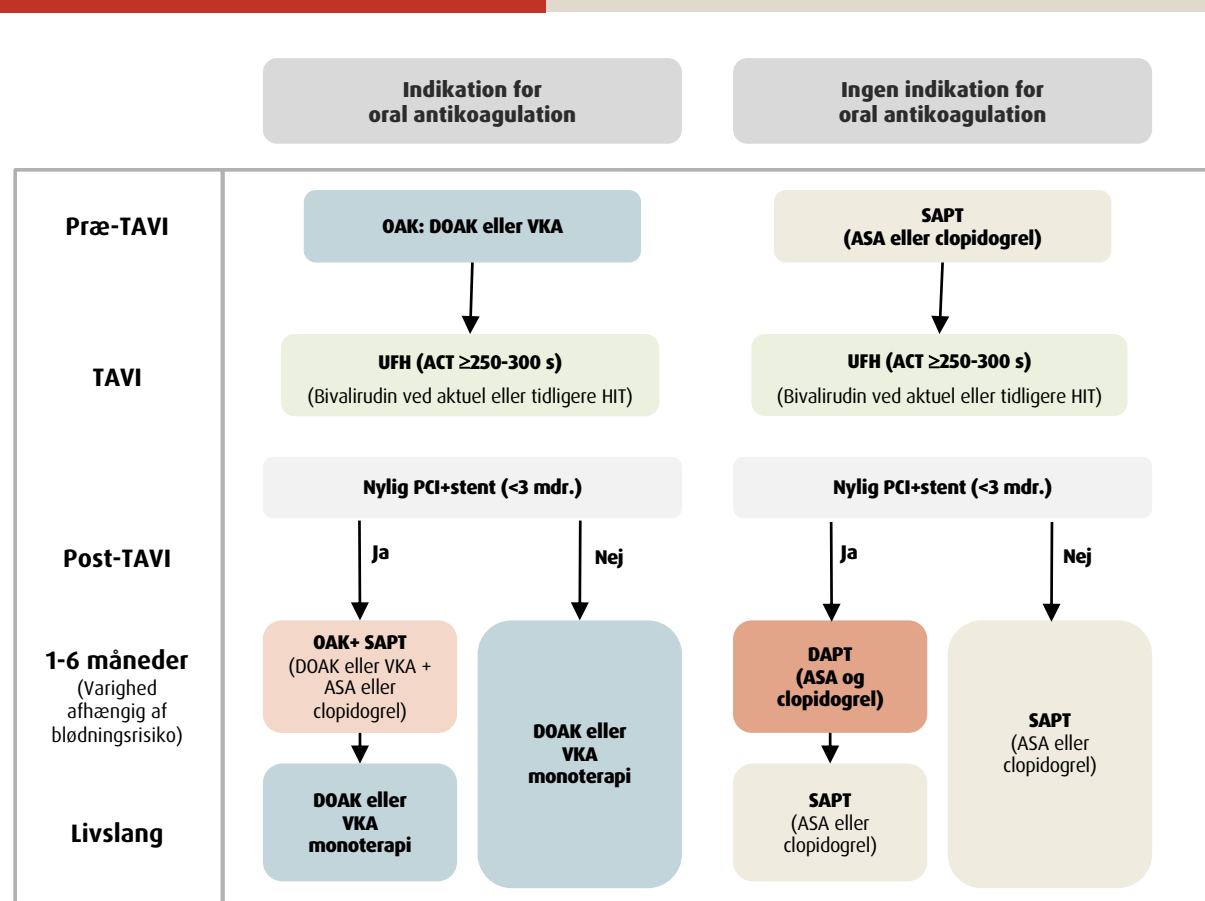 Indikation for
oral antikoagulation
Ingen indikation for
oral antikoagulation
Præ-TAVI
OAK: DOAK eller VKA
SAPT
(ASA eller clopidogrel)
TAVI
UFH (ACT ≥250-300 s)
(Bivalirudin ved aktuel eller tidligere HIT)
UFH (ACT ≥250-300 s)
(Bivalirudin ved aktuel eller tidligere HIT)
Post-TAVI
Nylig PCI+stent (<3 mdr.)
Ja
Nej
Nylig PCI+stent (<3 mdr.)
Ja
Nej
1-6 måneder
(Varighed
afhængig af
blødningsrisiko)
OAK+ SAPT
(DOAK eller VKA +
ASA eller
clopidogrel)
DOAK eller
VKA
monoterapi
DAPT
(ASA og
clopidogrel)
SAPT
(ASA eller
clopidogrel)
Livslang
DOAK eller
VKA
monoterapi
SAPT
(ASA eller
clopidogrel)